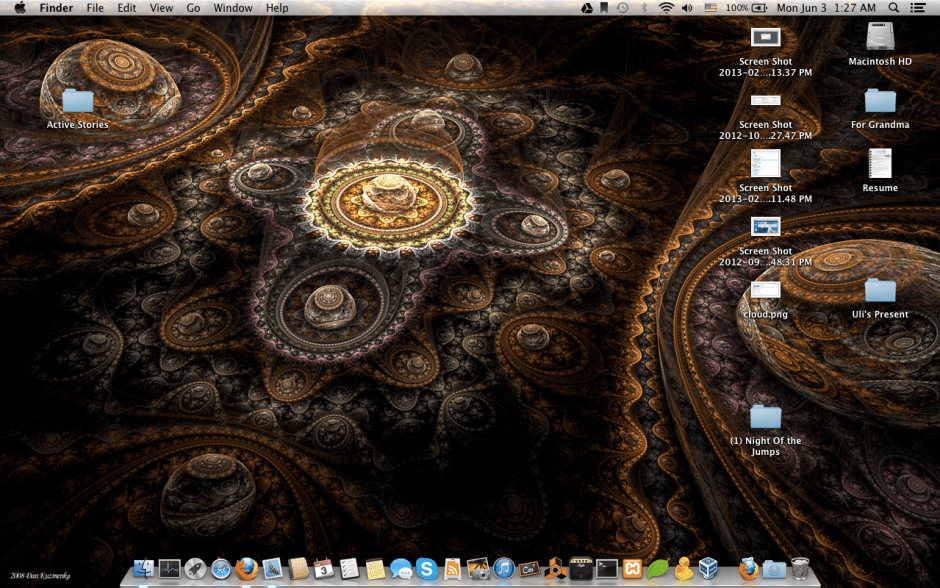 Finder File Edit View Go Window Help 100% Mon Jun 3 1:27 AM
Active Stories
Screen Shot
2013-02....13.37 PM
Macintosh HD
Screen Shot
2012-10....27.47 PM
For Grandma
Screen Shot
2013-02....11.48 PM
Resume
Screen Shot
2012-09....48.31 PM
cloud.png
Uli's Present
(1) Night Of the
Jumps
2008·Dan Kuzmenka
3